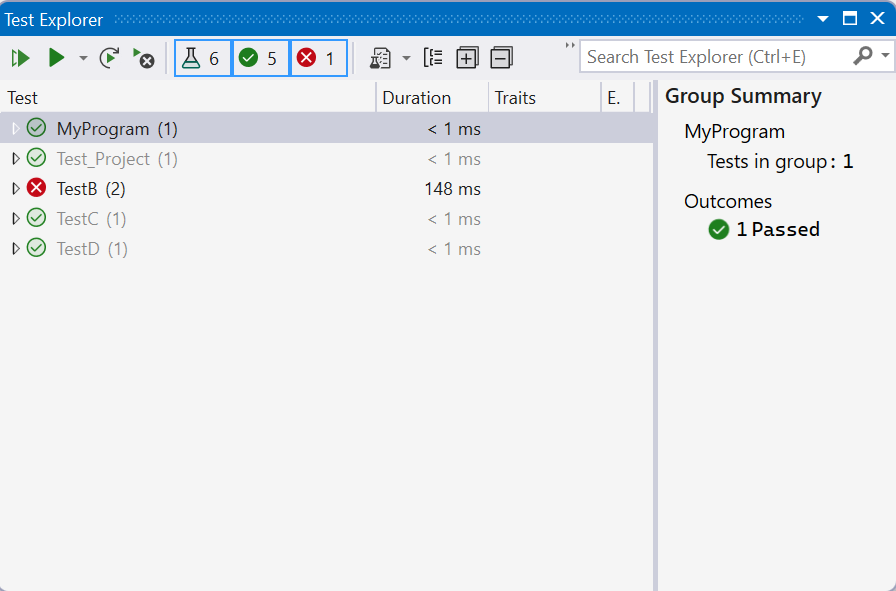 Test Explorer
6 5 1 Search Test Explorer (Ctrl+E)
Test Duration Traits E.
MyProgram (1) < 1 ms
Test_Project (1) < 1 ms
TestB (2) 148 ms
TestC (1) < 1 ms
TestD (1) < 1 ms
Group Summary
MyProgram
Tests in group: 1
Outcomes
1 Passed